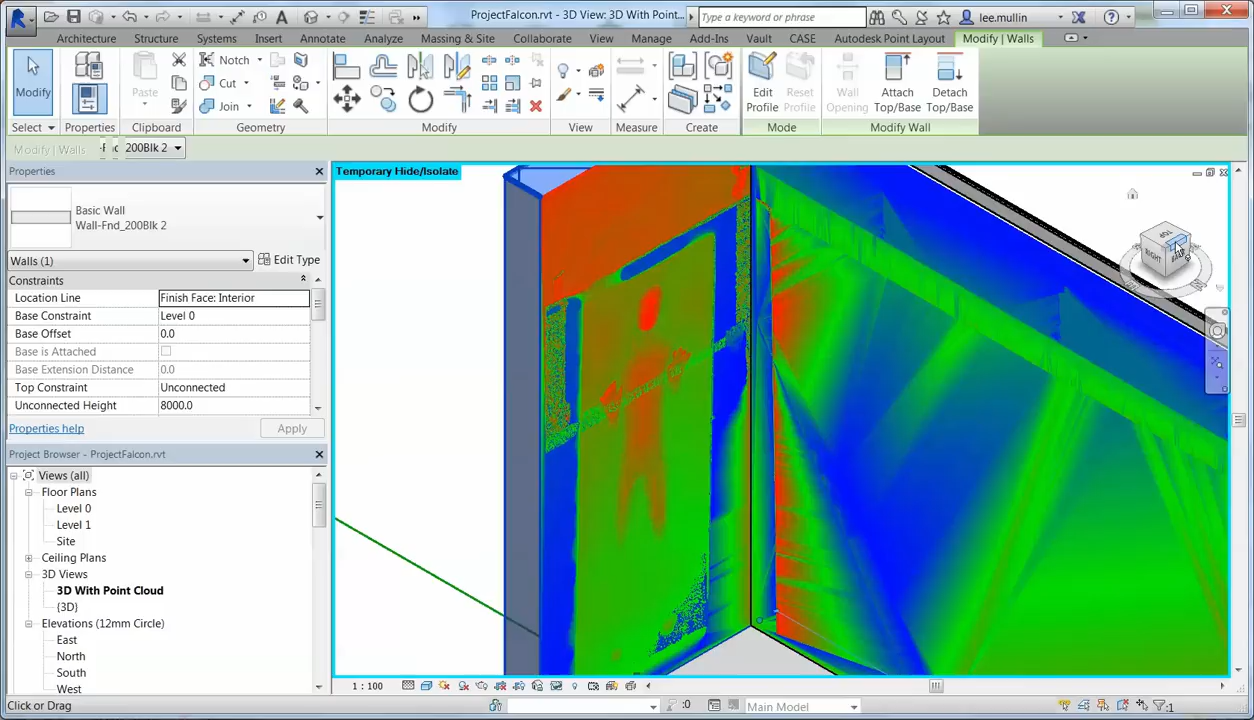 ProjectFalcon.rvt - 3D View: 3D With Point...
Type a keyword or phrase
lee.mullin
Architecture Structure Systems Insert Annotate Analyze Massing & Site Collaborate View Manage Add-Ins Vault CASE Autodesk Point Layout Modify | Walls
Modify
Paste
Notch
Cut
Join
Edit Profile
Reset Profile
Wall Opening
Attach Top/Base
Detach Top/Base
Select Properties Clipboard Geometry Modify View Measure Create Mode Modify Wall
Modify | Walls
200Blk 2
Properties
Temporary Hide/Isolate
Basic Wall
Wall-Fnd_200Blk 2
Walls (1) Edit Type
Constraints
Location Line Finish Face: Interior
Base Constraint Level 0
Base Offset 0.0
Base is Attached
Base Extension Distance 0.0
Top Constraint Unconnected
Unconnected Height 8000.0
Properties help Apply
TOP
RIGHT
Project Browser - ProjectFalcon.rvt
Views (all)
Floor Plans
Level 0
Level 1
Site
Ceiling Plans
3D Views
3D With Point Cloud
{3D}
Elevations (12mm Circle)
East
North
South
West
1 : 100
Click or Drag
:0
Main Model
:1